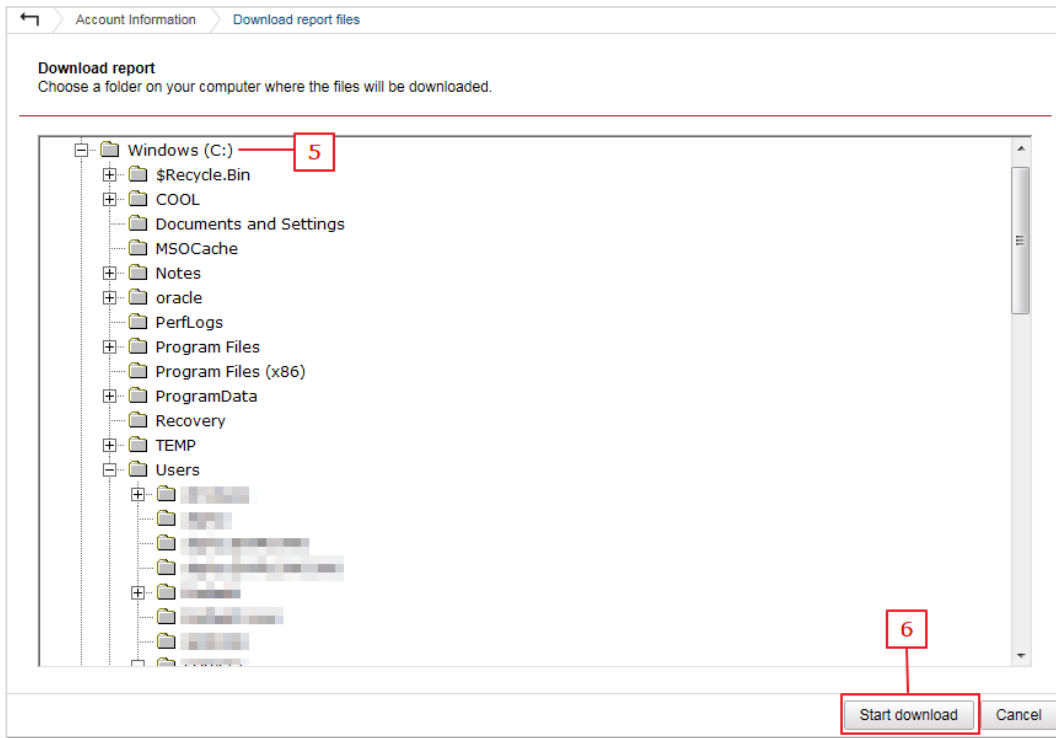 Account Information Download report files
Download report
Choose a folder on your computer where the files will be downloaded.
Windows (C:) 5
$Recycle.Bin
COOL
Documents and Settings
MSOCache
Notes
oracle
PerfLogs
Program Files
Program Files (x86)
ProgramData
Recovery
TEMP
Users
6
Start download Cancel